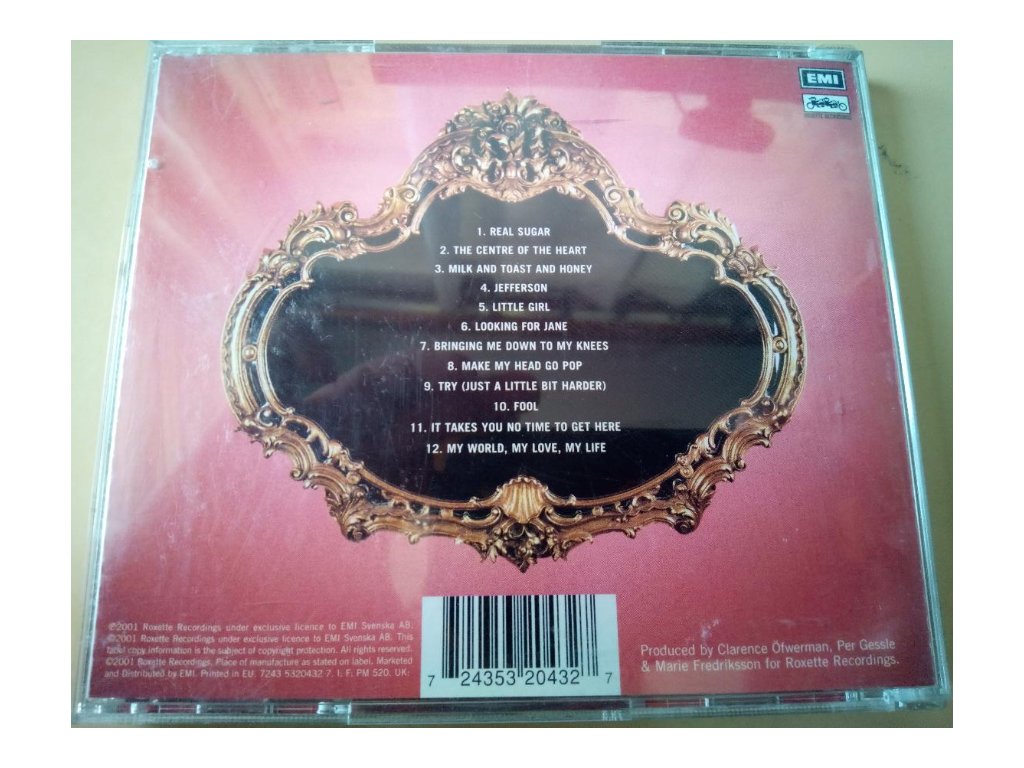 EMI
ROXETTE RECORDINGS
1. REAL SUGAR
2. THE CENTRE OF THE HEART
3. MILK AND TOAST AND HONEY
4. JEFFERSON
5. LITTLE GIRL
6. LOOKING FOR JANE
7. BRINGING ME DOWN TO MY KNEES
8. MAKE MY HEAD GO POP
9. TRY (JUST A LITTLE BIT HARDER)
10. FOOL
11. IT TAKES YOU NO TIME TO GET HERE
12. MY WORLD, MY LOVE, MY LIFE
℗2001 Roxette Recordings under exclusive licence to EMI Svenska AB.
©2001 Roxette Recordings under exclusive licence to EMI Svenska AB. This
label copy information is the subject of copyright protection. All rights reserved.
©2001 Roxette Recordings. Place of manufacture as stated on label. Marketed
and Distributed by EMI. Printed in EU. 7243 5320432 7. I. F. PM 520. UK:
7 24353 20432 7
Produced by Clarence Öfwerman, Per Gessle
& Marie Fredriksson for Roxette Recordings.